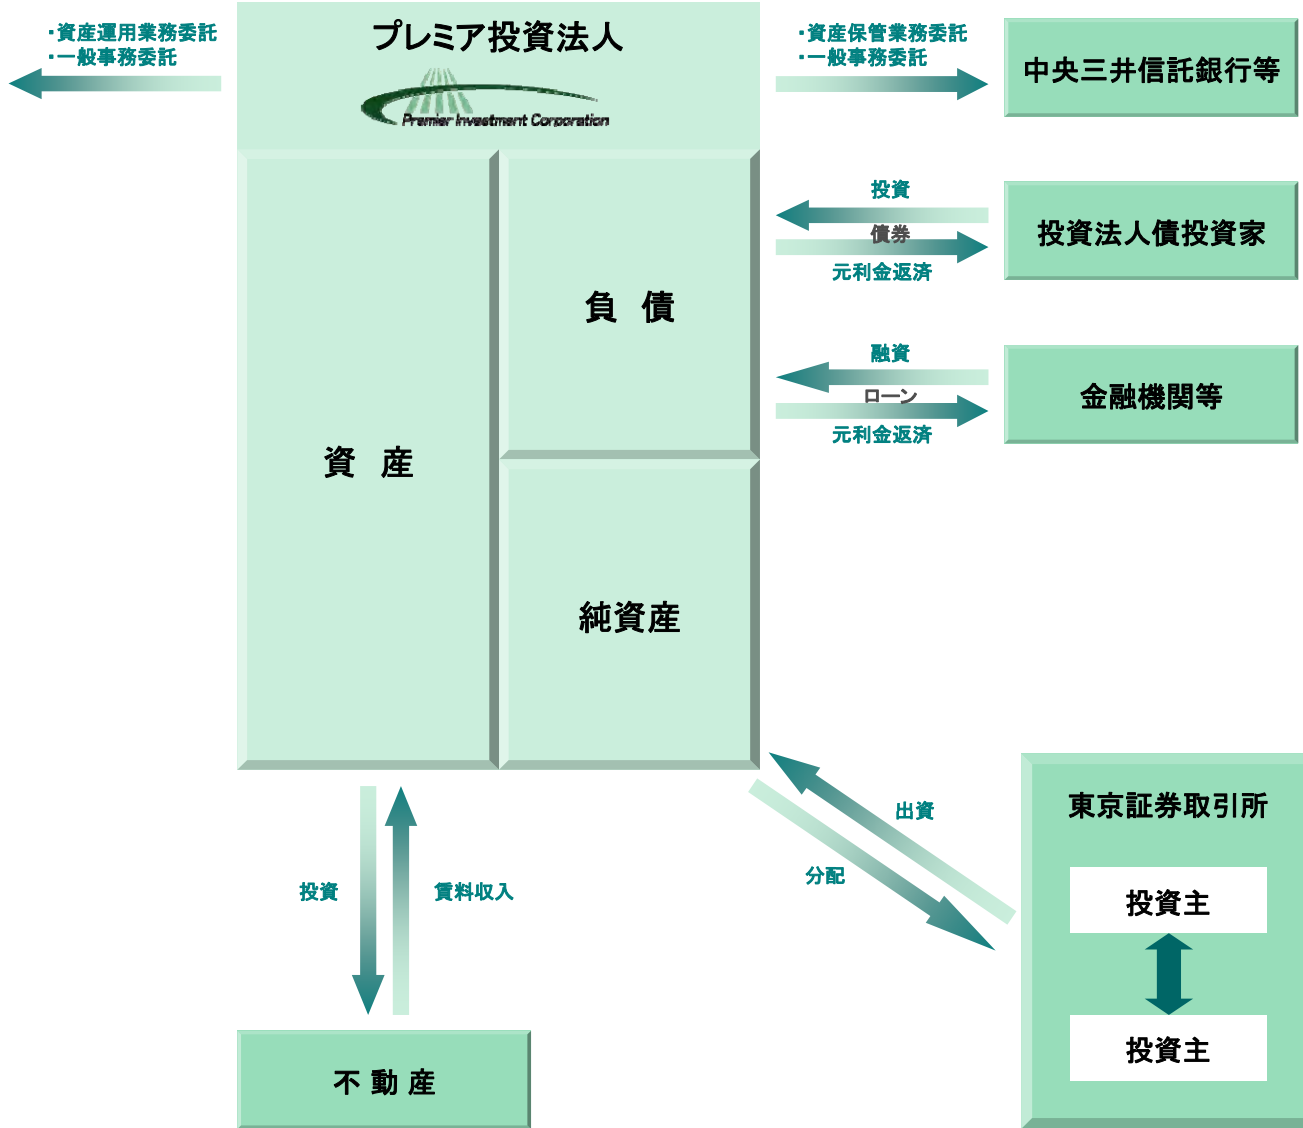 ・資産運用業務委託
・一般事務委託
プレミア投資法人
Premier Investment Corporation
・資産保管業務委託
・一般事務委託
中央三井信託銀行等
投資
債券
元利金返済
投資法人債投資家
負 債
融資
ローン
元利金返済
金融機関等
資 産
純資産
出資
分配
東京証券取引所
投資主
投資主
投資
賃料収入
不 動 産